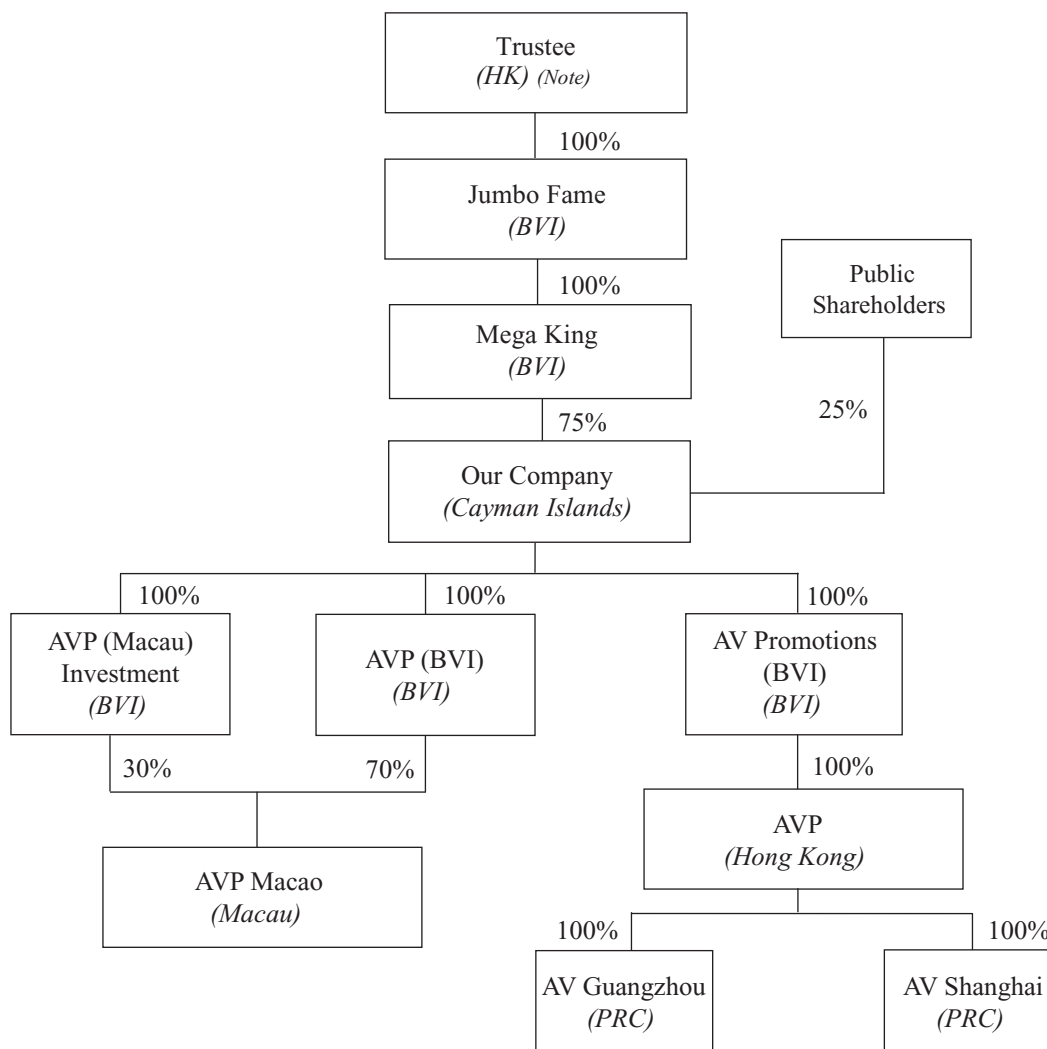 Trustee
(HK) (Note)
100%
Jumbo Fame
(BVI)
100%
Public
Shareholders
Mega King
(BVI)
75%
25%
Our Company
(Cayman Islands)
100%
100%
100%
AVP (Macau)
Investment
(BVI)
AVP (BVI)
(BVI)
AV Promotions
(BVI)
(BVI)
30%
70%
100%
AVP
(Hong Kong)
AVP Macao
(Macau)
100%
100%
AV Guangzhou
(PRC)
AV Shanghai
(PRC)